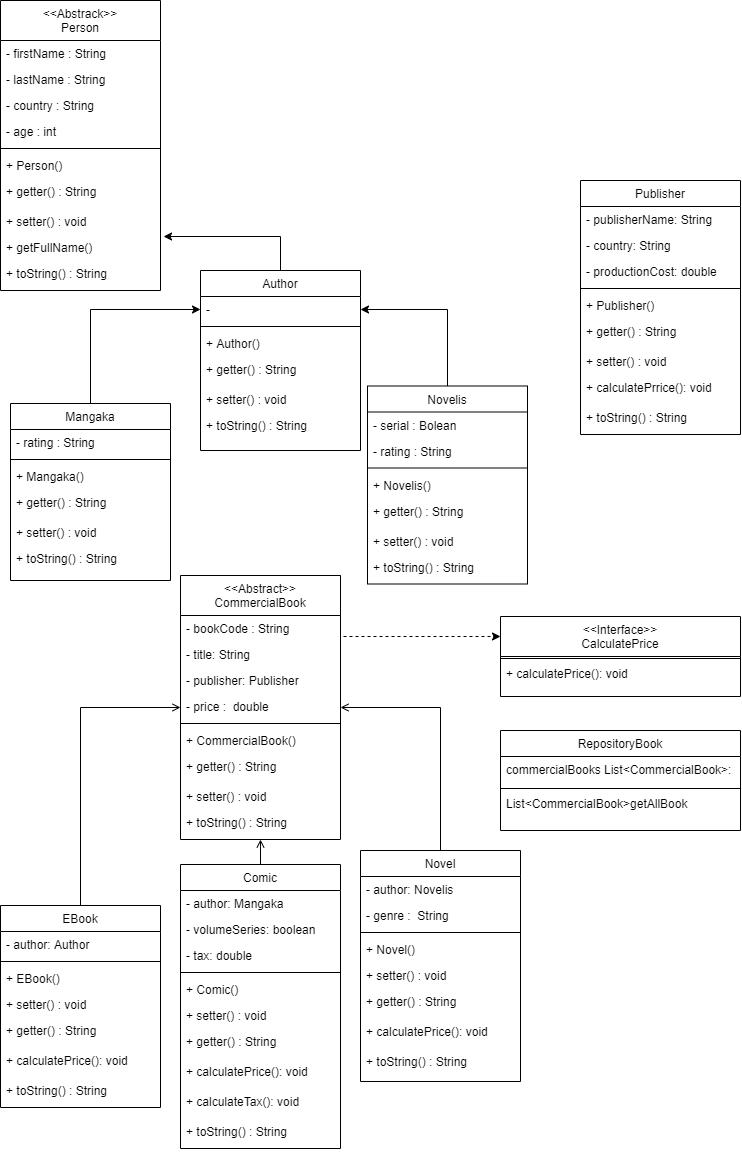 <<Abstrack>>
Person
- firstName : String
- lastName : String
- country : String
- age : int
+ Person()
+ getter() : String
+ setter() : void
+ getFullName()
+ toString() : String
Publisher
- publisherName: String
- country: String
- productionCost: double
+ Publisher()
+ getter() : String
+ setter() : void
+ calculatePrrice(): void
+ toString() : String
Author
-
+ Author()
+ getter() : String
+ setter() : void
+ toString() : String
Mangaka
- rating : String
+ Mangaka()
+ getter() : String
+ setter() : void
+ toString() : String
Novelis
- serial : Bolean
- rating : String
+ Novelis()
+ getter() : String
+ setter() : void
+ toString() : String
<<Abstract>>
CommercialBook
- bookCode : String
- title: String
- publisher: Publisher
- price :  double
+ CommercialBook()
+ getter() : String
+ setter() : void
+ toString() : String
<<Interface>>
CalculatePrice
+ calculatePrice(): void
RepositoryBook
commercialBooks List<CommercialBook>:
List<CommercialBook>getAllBook
EBook
- author: Author
+ EBook()
+ setter() : void
+ getter() : String
+ calculatePrice(): void
+ toString() : String
Comic
- author: Mangaka
- volumeSeries: boolean
- tax: double
+ Comic()
+ setter() : void
+ getter() : String
+ calculatePrice(): void
+ calculateTax(): void
+ toString() : String
Novel
- author: Novelis
- genre :  String
+ Novel()
+ setter() : void
+ getter() : String
+ calculatePrice(): void
+ toString() : String